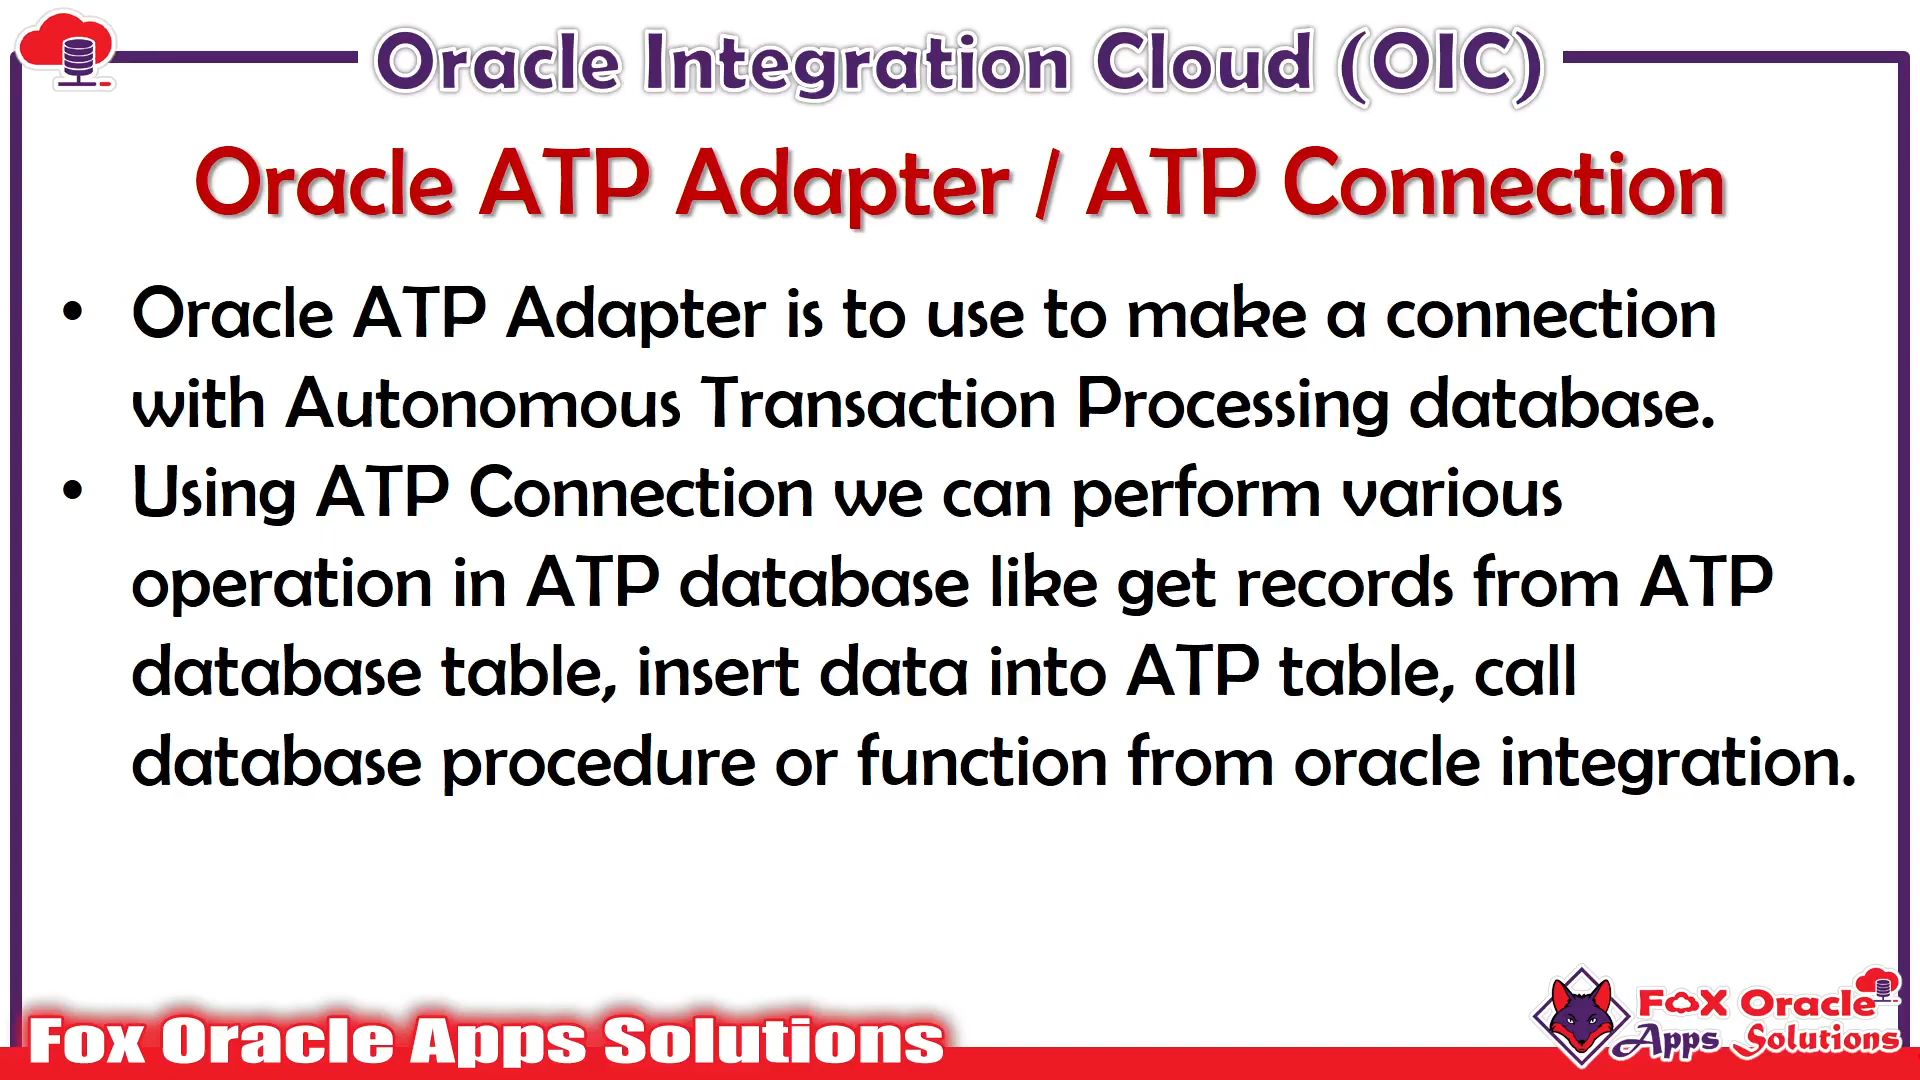 Oracle Integration Cloud (OIC)
Oracle ATP Adapter / ATP Connection
• Oracle ATP Adapter is to use to make a connection
with Autonomous Transaction Processing database.
• Using ATP Connection we can perform various
operation in ATP database like get records from ATP
database table, insert data into ATP table, call
database procedure or function from oracle integration.
Fox Oracle Apps Solutions
Fox Oracle
Apps Solutions